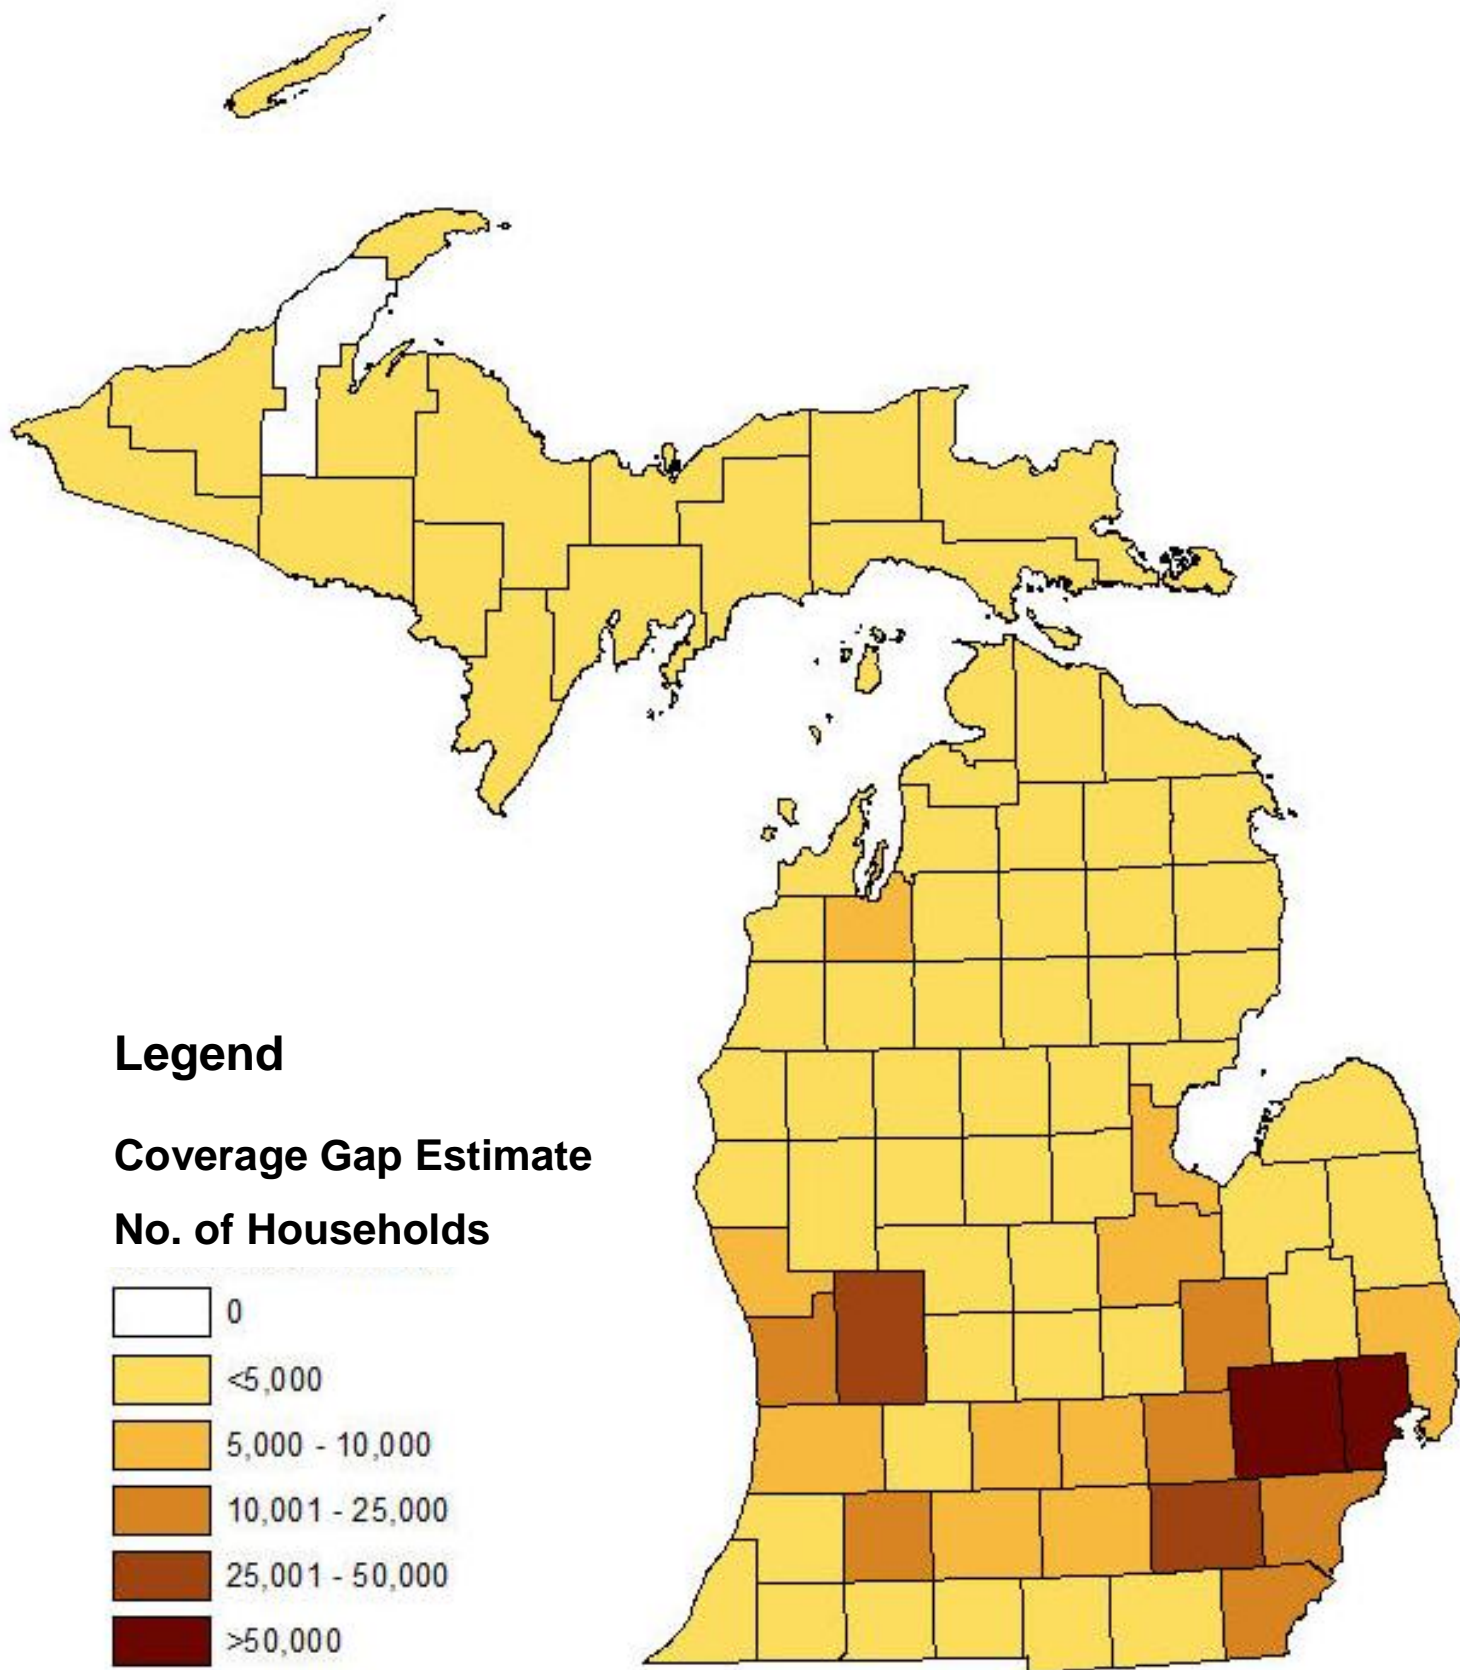 Legend
Coverage Gap Estimate
No. of Households
0
<5,000
5,000 - 10,000
10,001 - 25,000
25,001 - 50,000
>50,000